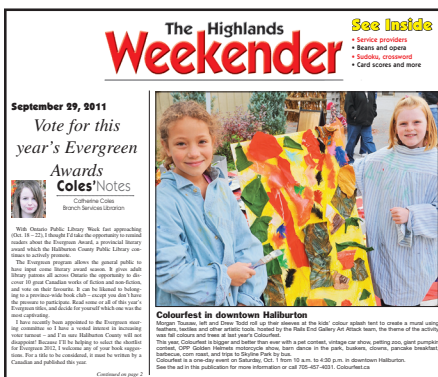 The Highlands
Weekender
See Inside
• Service providers
• Beans and opera
• Sudoku, crossword
• Card scores and more
September 29, 2011
Vote for this
year's Evergreen
Awards
Coles'Notes
Catherine Coles
Branch Services Librarian
With Ontario Public Library Week fast approaching
(Oct. 18 – 22), I thought I'd take the opportunity to remind
readers about the Evergreen Award, a provincial literary
award which the Haliburton County Public Library con-
tinues to actively promote.
The Evergreen program allows the general public to
have input come literary award season. It gives adult
library patrons all across Ontario the opportunity to dis-
cover 10 great Canadian works of fiction and non-fiction,
and vote on their favourite. It can be likened to belong-
ing to a province-wide book club – except you don't have
the pressure to participate. Read some or all of this year's
Evergreen titles, and decide for yourself which one was the
most captivating.
I have recently been appointed to the Evergreen steer-
ing committee so I have a vested interest in increasing
voter turnout – and I'm sure Haliburton County will not
disappoint! Because I'll be helping to select the shortlist
for Evergreen 2012, I welcome any of your book sugges-
tions. For a title to be considered, it must be written by a
Canadian and published this year.
Continued on page 2
Colourfest in downtown Haliburton
Morgan Tousaw, left and Drew Todd roll up their sleeves at the kids' colour splash tent to create a mural using
feathers, textiles and other artistic tools, hosted by the Rails End Gallery Art Attack team, the theme of the activity
was fall colours and trees at last year's Colourfest.
This year, Colourfest is bigger and better than ever with a pet contest, vintage car show, petting zoo, giant pumpkin
contest, OPP Golden Helmets motorcycle show, barn dance in the park, buskers, clowns, pancake breakfast,
barbecue, corn roast, and trips to Skyline Park by bus.
Colourfest is a one-day event on Saturday, Oct. 1 from 10 a.m. to 4:30 p.m. in downtown Haliburton.
See the ad in this publication for more information or call 705-457-4031. Colourfest.ca